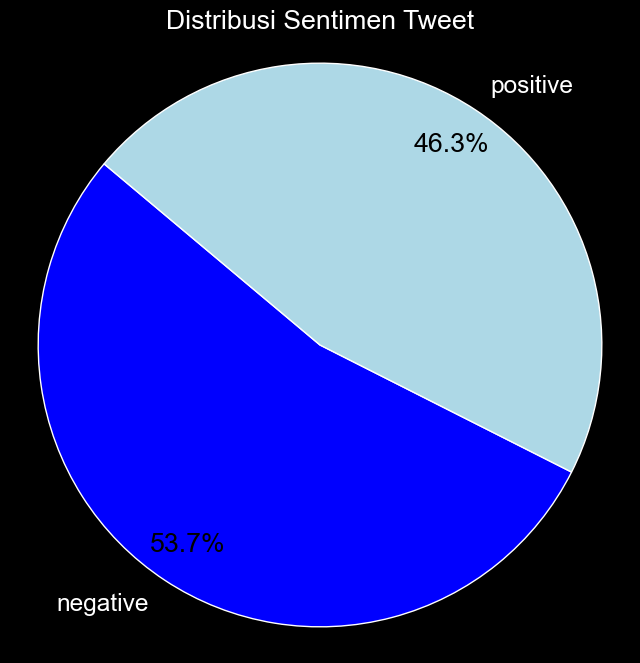 Distribusi Sentimen Tweet
positive
46.3%
53.7%
negative